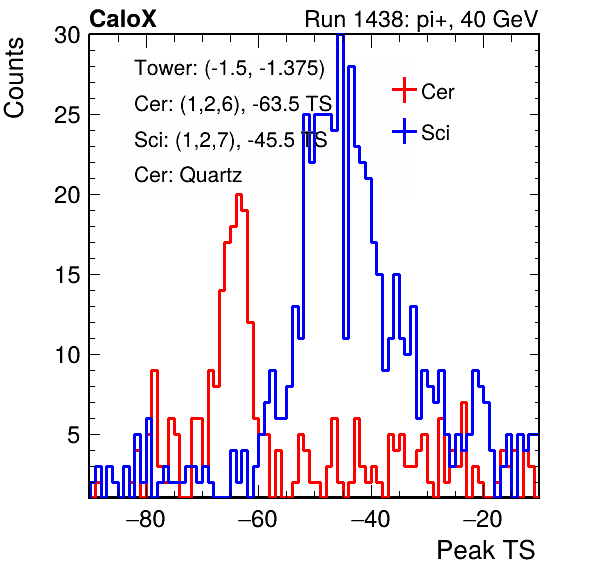 CaloX Run 1438: pi+, 40 GeV
Counts
30
25
20
15
10
5
Tower: (-1.5, -1.375)
Cer: (1,2,6), -63.5 TS
Sci: (1,2,7), -45.5 TS
Cer: Quartz
Cer
Sci
−80 −60 −40 −20
Peak TS